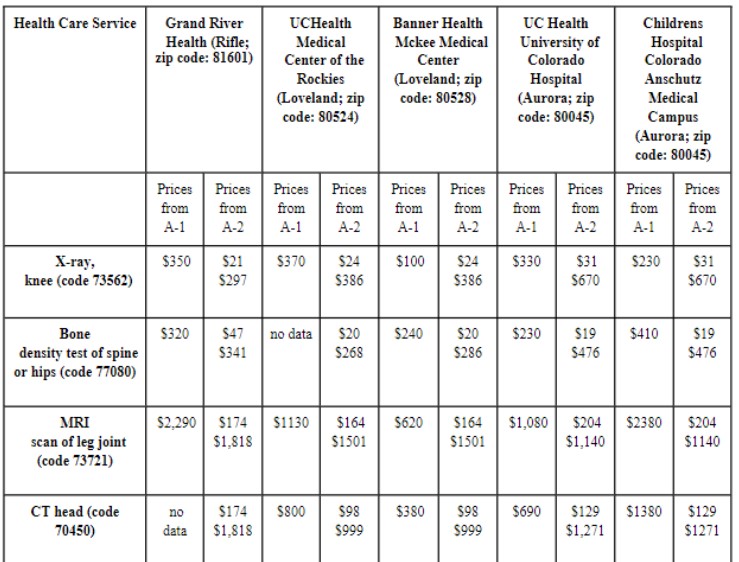 Health Care Service
Grand River
Health (Rifle;
zip code: 81601)
UCHealth
Medical
Center of the
Rockies
(Loveland; zip
code: 80524)
Banner Health
Mckee Medical
Center
(Loveland; zip
code: 80528)
UC Health
University of
Colorado
Hospital
(Aurora; zip
code: 80045)
Childrens
Hospital
Colorado
Anschutz
Medical
Campus
(Aurora; zip
code: 80045)
Prices
from
A-1
Prices
from
A-2
Prices
from
A-1
Prices
from
A-2
Prices
from
A-1
Prices
from
A-2
Prices
from
A-1
Prices
from
A-2
Prices
from
A-1
Prices
from
A-2
X-ray,
knee (code 73562)
$350
$21
$297
$370
$24
$386
$100
$24
$386
$330
$31
$670
$230
$31
$670
Bone
density test of spine
or hips (code 77080)
$320
$47
$341
no data
$20
$268
$240
$20
$286
$230
$19
$476
$410
$19
$476
MRI
scan of leg joint
(code 73721)
$2,290
$174
$1,818
$1130
$164
$1501
$620
$164
$1501
$1,080
$204
$1,140
$2380
$204
$1140
CT head (code
70450)
no
data
$174
$1,818
$800
$98
$999
$380
$98
$999
$690
$129
$1,271
$1380
$129
$1271